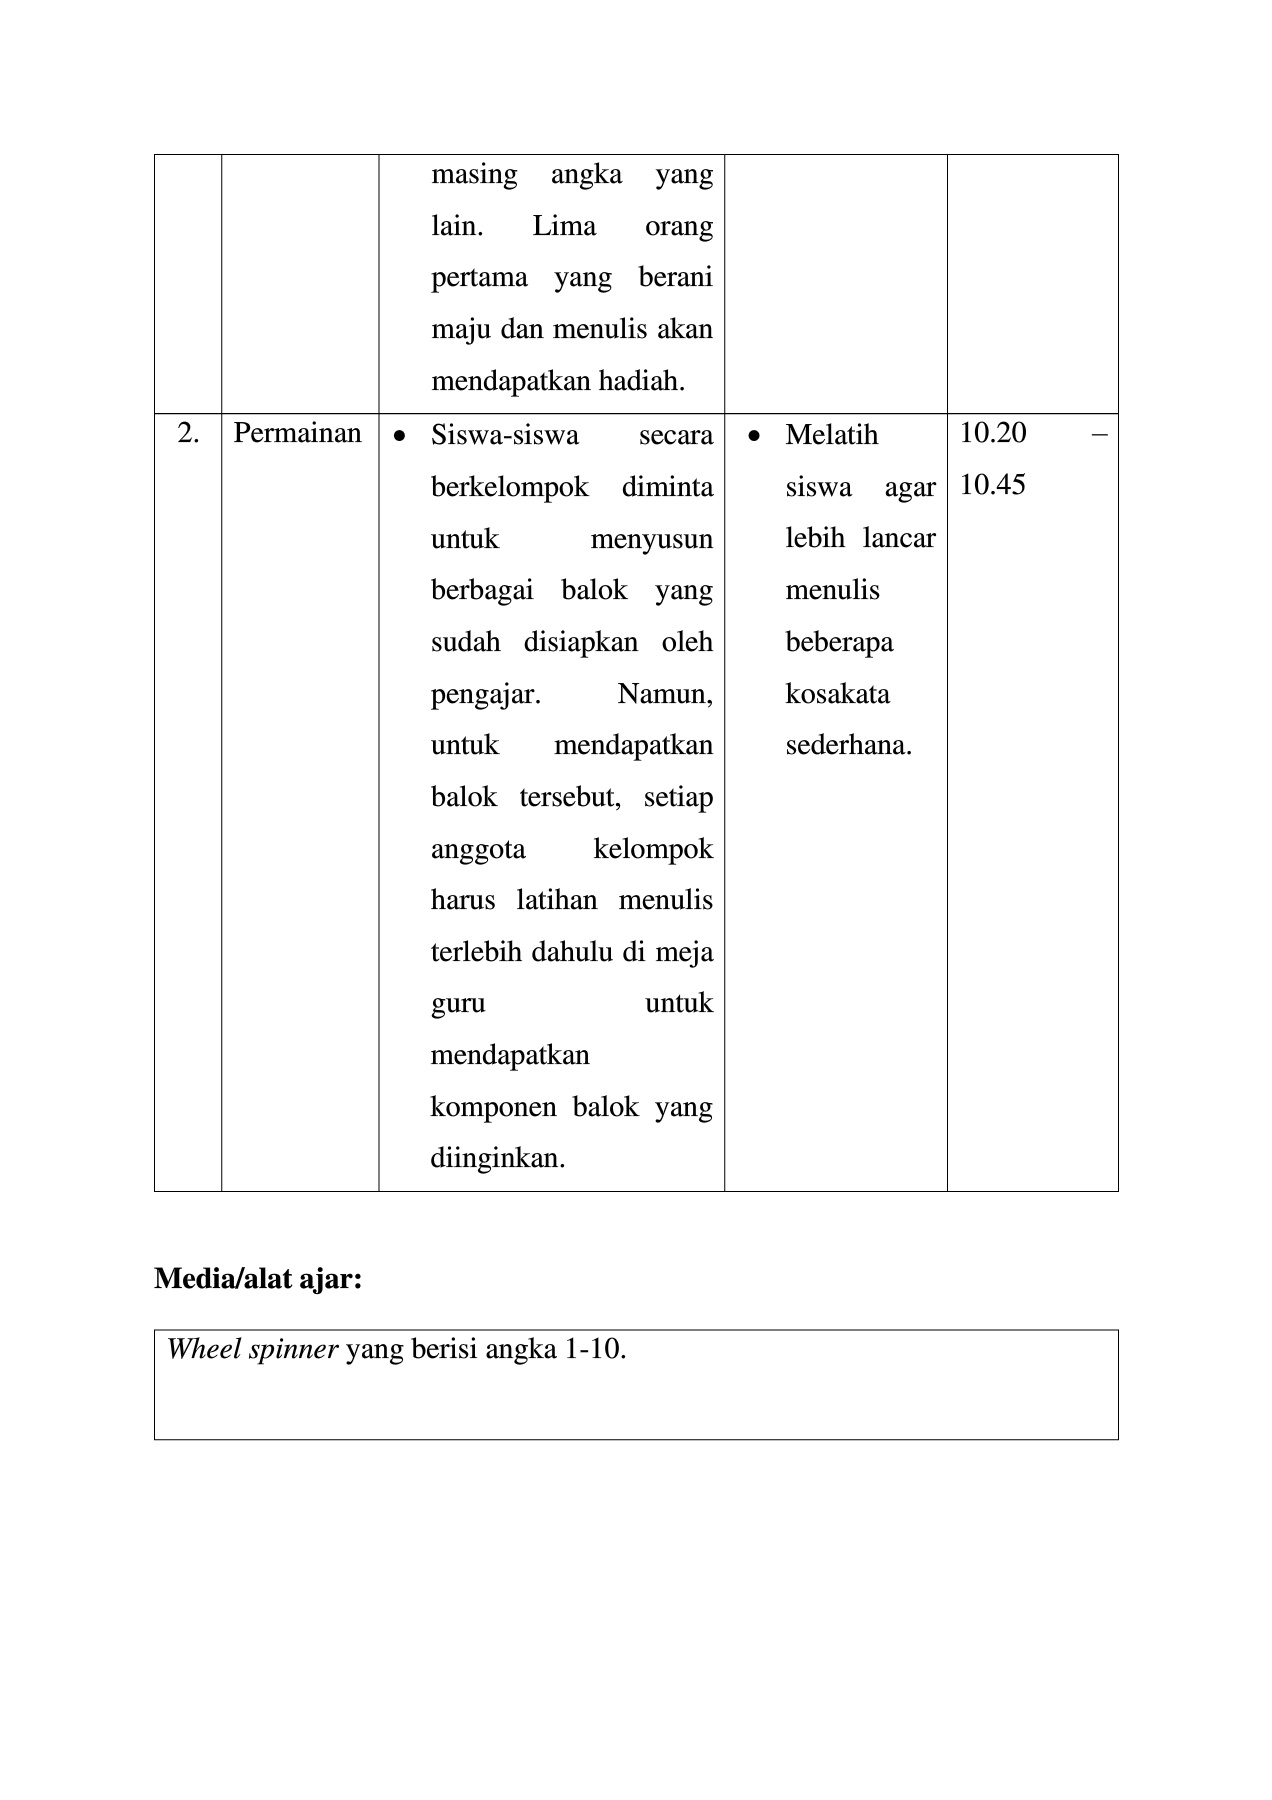 masing angka yang
lain. Lima orang
pertama yang berani
maju dan menulis akan
mendapatkan hadiah.
2. Permainan • Siswa-siswa secara • Melatih 10.20 –
berkelompok diminta siswa agar 10.45
untuk menyusun lebih lancar
berbagai balok yang menulis
sudah disiapkan oleh beberapa
pengajar. Namun, kosakata
untuk mendapatkan sederhana.
balok tersebut, setiap
anggota kelompok
harus latihan menulis
terlebih dahulu di meja
guru untuk
mendapatkan
komponen balok yang
diinginkan.
Media/alat ajar:
Wheel spinner yang berisi angka 1-10.